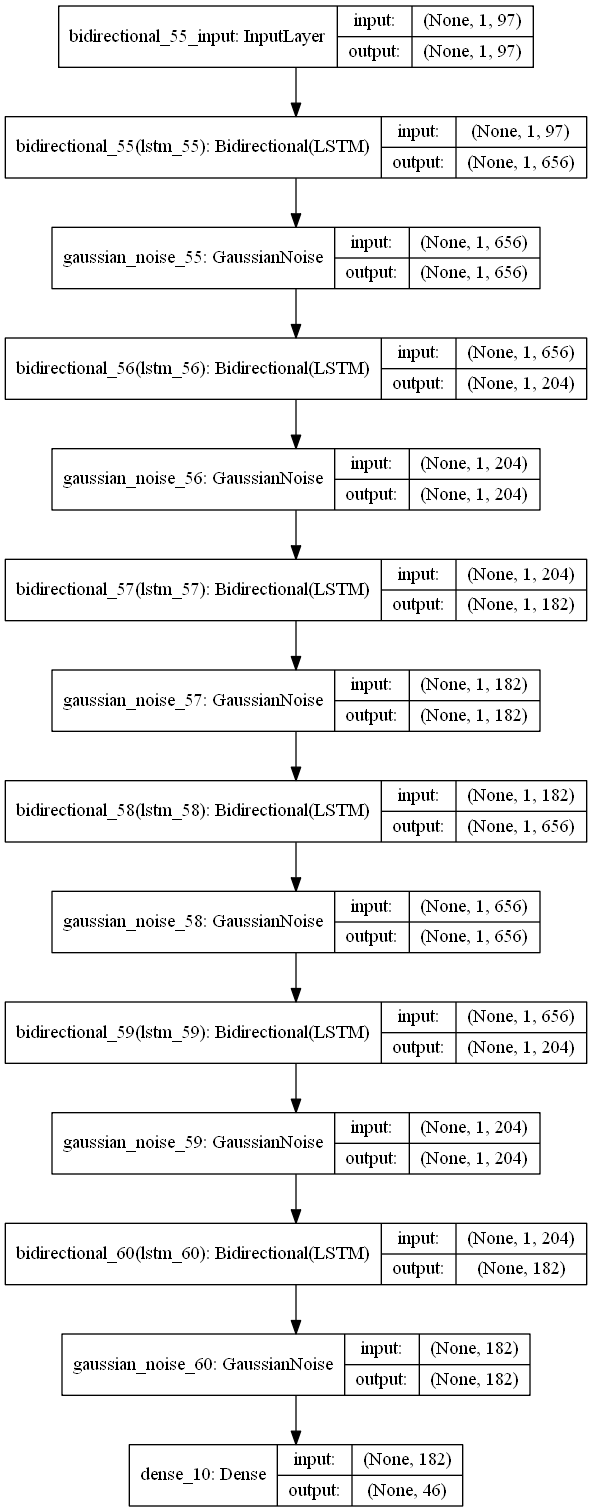 bidirectional_55_input: InputLayer
input: (None, 1, 97)
output: (None, 1, 97)
bidirectional_55(lstm_55): Bidirectional(LSTM)
input: (None, 1, 97)
output: (None, 1, 656)
gaussian_noise_55: GaussianNoise
input: (None, 1, 656)
output: (None, 1, 656)
bidirectional_56(lstm_56): Bidirectional(LSTM)
input: (None, 1, 656)
output: (None, 1, 204)
gaussian_noise_56: GaussianNoise
input: (None, 1, 204)
output: (None, 1, 204)
bidirectional_57(lstm_57): Bidirectional(LSTM)
input: (None, 1, 204)
output: (None, 1, 182)
gaussian_noise_57: GaussianNoise
input: (None, 1, 182)
output: (None, 1, 182)
bidirectional_58(lstm_58): Bidirectional(LSTM)
input: (None, 1, 182)
output: (None, 1, 656)
gaussian_noise_58: GaussianNoise
input: (None, 1, 656)
output: (None, 1, 656)
bidirectional_59(lstm_59): Bidirectional(LSTM)
input: (None, 1, 656)
output: (None, 1, 204)
gaussian_noise_59: GaussianNoise
input: (None, 1, 204)
output: (None, 1, 204)
bidirectional_60(lstm_60): Bidirectional(LSTM)
input: (None, 1, 204)
output: (None, 182)
gaussian_noise_60: GaussianNoise
input: (None, 182)
output: (None, 182)
dense_10: Dense
input: (None, 182)
output: (None, 46)